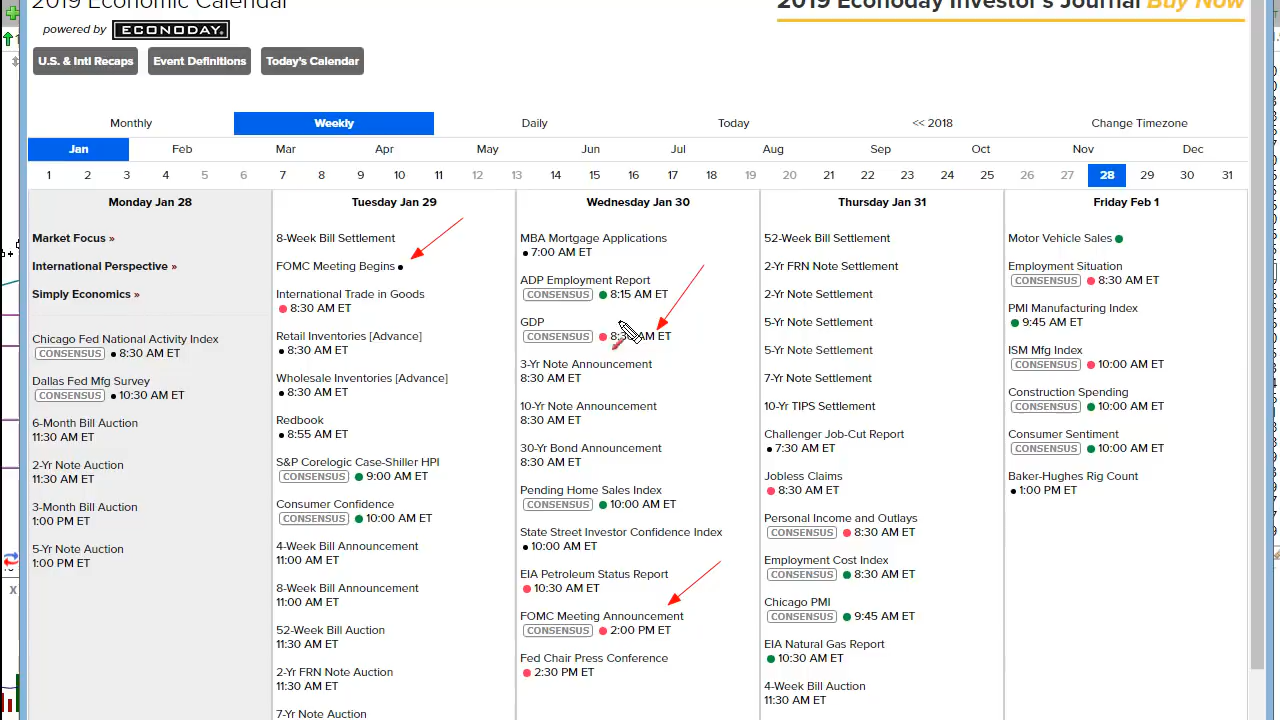 2019 Economic Calendar
2019 Econoday Investor's Journal Buy Now
powered by ECONODAY.
U.S. & Intl Recaps
Event Definitions
Today's Calendar
Monthly
Weekly
Daily
Today
<< 2018
Change Timezone
Jan Feb Mar Apr May Jun Jul Aug Sep Oct Nov Dec
1 2 3 4 5 6 7 8 9 10 11 12 13 14 15 16 17 18 19 20 21 22 23 24 25 26 27 28 29 30 31
Monday Jan 28
Market Focus »
International Perspective »
Simply Economics »
Chicago Fed National Activity Index
CONSENSUS 8:30 AM ET
Dallas Fed Mfg Survey
CONSENSUS 10:30 AM ET
6-Month Bill Auction
11:30 AM ET
2-Yr Note Auction
11:30 AM ET
3-Month Bill Auction
1:00 PM ET
5-Yr Note Auction
1:00 PM ET
Tuesday Jan 29
8-Week Bill Settlement
FOMC Meeting Begins
International Trade in Goods
8:30 AM ET
Retail Inventories [Advance]
8:30 AM ET
Wholesale Inventories [Advance]
8:30 AM ET
Redbook
8:55 AM ET
S&P Corelogic Case-Shiller HPI
CONSENSUS 9:00 AM ET
Consumer Confidence
CONSENSUS 10:00 AM ET
4-Week Bill Announcement
11:00 AM ET
8-Week Bill Announcement
11:00 AM ET
52-Week Bill Auction
11:30 AM ET
2-Yr FRN Note Auction
11:30 AM ET
7-Yr Note Auction
Wednesday Jan 30
MBA Mortgage Applications
7:00 AM ET
ADP Employment Report
CONSENSUS 8:15 AM ET
GDP
CONSENSUS 8:30 AM ET
3-Yr Note Announcement
8:30 AM ET
10-Yr Note Announcement
8:30 AM ET
30-Yr Bond Announcement
8:30 AM ET
Pending Home Sales Index
CONSENSUS 10:00 AM ET
State Street Investor Confidence Index
10:00 AM ET
EIA Petroleum Status Report
10:30 AM ET
FOMC Meeting Announcement
CONSENSUS 2:00 PM ET
Fed Chair Press Conference
2:30 PM ET
Thursday Jan 31
52-Week Bill Settlement
2-Yr FRN Note Settlement
2-Yr Note Settlement
5-Yr Note Settlement
5-Yr Note Settlement
7-Yr Note Settlement
10-Yr TIPS Settlement
Challenger Job-Cut Report
7:30 AM ET
Jobless Claims
8:30 AM ET
Personal Income and Outlays
CONSENSUS 8:30 AM ET
Employment Cost Index
CONSENSUS 8:30 AM ET
Chicago PMI
CONSENSUS 9:45 AM ET
EIA Natural Gas Report
10:30 AM ET
4-Week Bill Auction
11:30 AM ET
Friday Feb 1
Motor Vehicle Sales
Employment Situation
CONSENSUS 8:30 AM ET
PMI Manufacturing Index
9:45 AM ET
ISM Mfg Index
CONSENSUS 10:00 AM ET
Construction Spending
CONSENSUS 10:00 AM ET
Consumer Sentiment
CONSENSUS 10:00 AM ET
Baker-Hughes Rig Count
1:00 PM ET